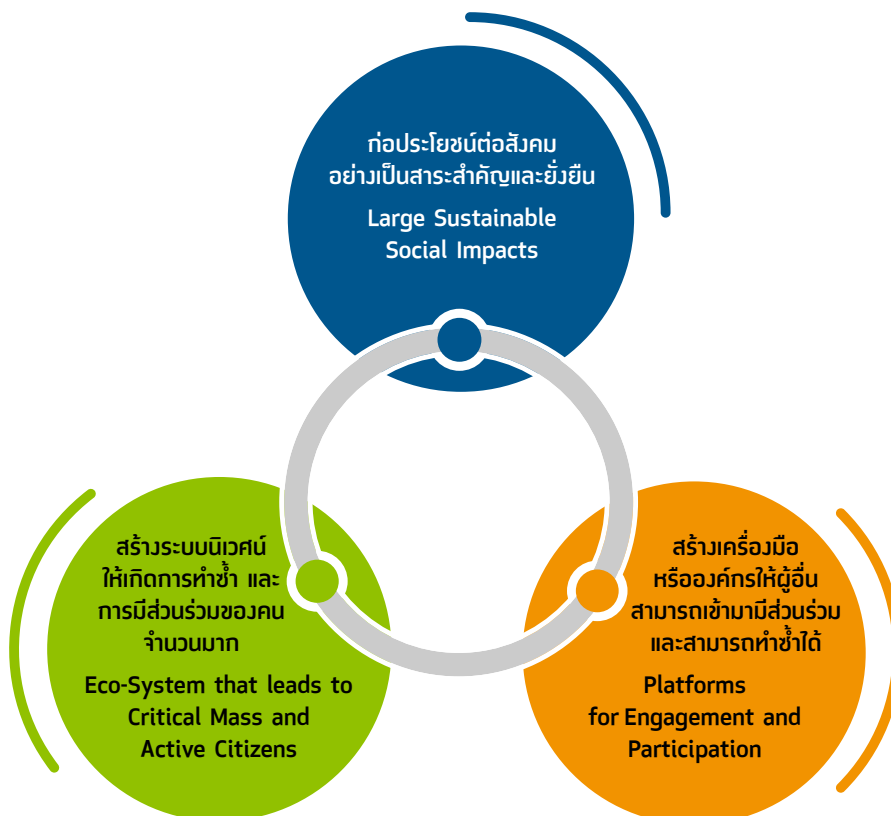 ก่อประโยชน์ต่อสังคม
อย่างเป็นสาระสำคัญและยั่งยืน
Large Sustainable
Social Impacts
สร้างระบบนิเวศน์
ให้เกิดการทำซ้ำ และ
การมีส่วนร่วมของคน
จำนวนมาก
Eco-System that leads to
Critical Mass and
Active Citizens
สร้างเครื่องมือ
หรือองค์กรให้ผู้อื่น
สามารถเข้ามามีส่วนร่วม
และสามารถทำซ้ำได้
Platforms
for Engagement and
Participation